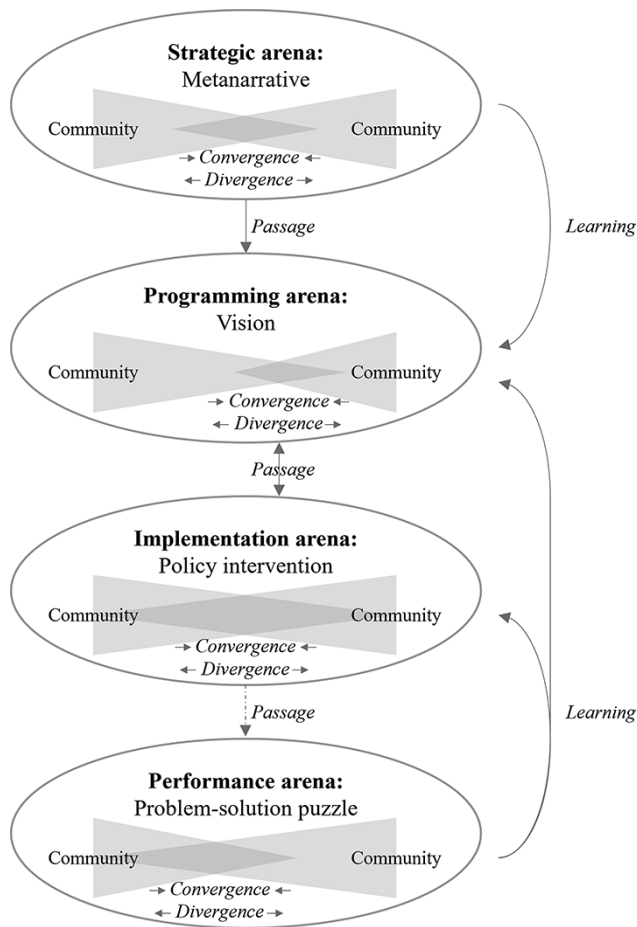 Strategic arena:
Metanarrative
Community
Community
Convergence
Divergence
Passage
Learning
Programming arena:
Vision
Community
Community
Convergence
Divergence
Passage
Implementation arena:
Policy intervention
Community
Community
Convergence
Divergence
Passage
Learning
Performance arena:
Problem-solution puzzle
Community
Community
Convergence
Divergence